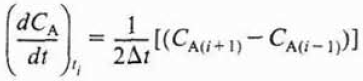 (dC_A/dt)_{t_i} = 1/2Δt [(C_{A(i+1)} − C_{A(i−1)})]